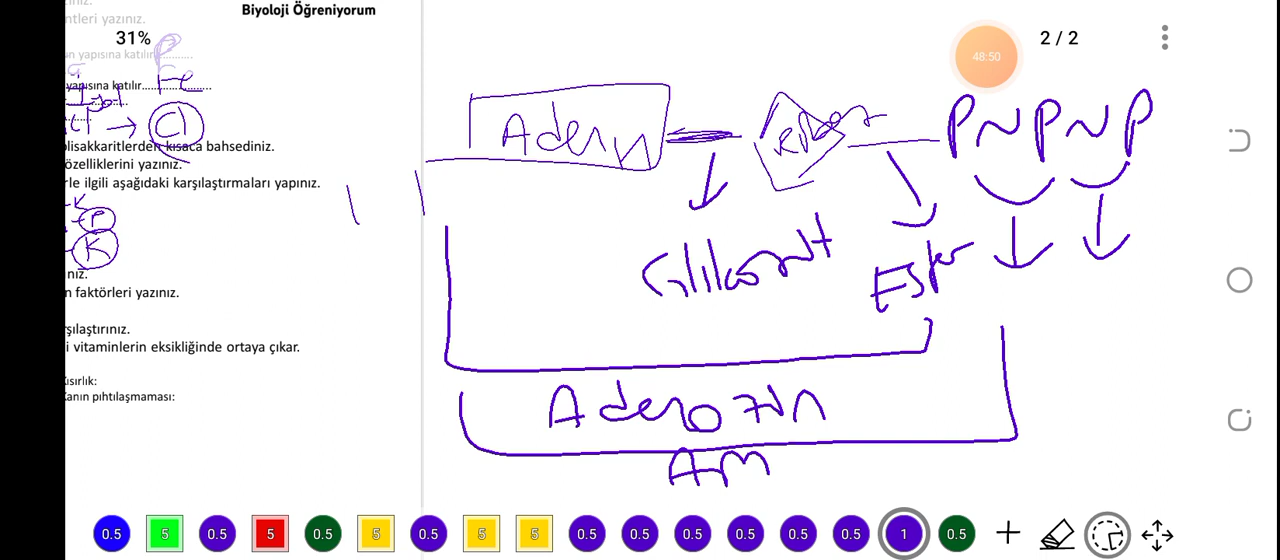 Biyoloji Öğreniyorum
ntleri yazınız.
31%
48:50
2 / 2
P
n yapısına katılır
yapısına katılır....................
Fe
Cl
olisakkaritlerden kısaca bahsediniz.
özelliklerini yazınız.
rle ilgili aşağıdaki karşılaştırmaları yapınız.
P
K
nız.
n faktörleri yazınız.
rşılaştırınız.
i vitaminlerin eksikliğinde ortaya çıkar.
Kısırlık:
Kanın pıhtılaşmaması:
Adenin
Riboz
P~P~P
Glikozit
Ester
Adenozin
AM
0.5 5 0.5 5 0.5 5 0.5 5 5 0.5 0.5 0.5 0.5 0.5 0.5 1 0.5